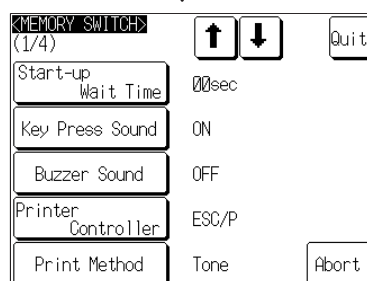 <MEMORY SWITCH>
(1/4)
Quit
Start-up
Wait Time
00sec
Key Press Sound
ON
Buzzer Sound
OFF
Printer
Controller
ESC/P
Print Method
Tone
Abort